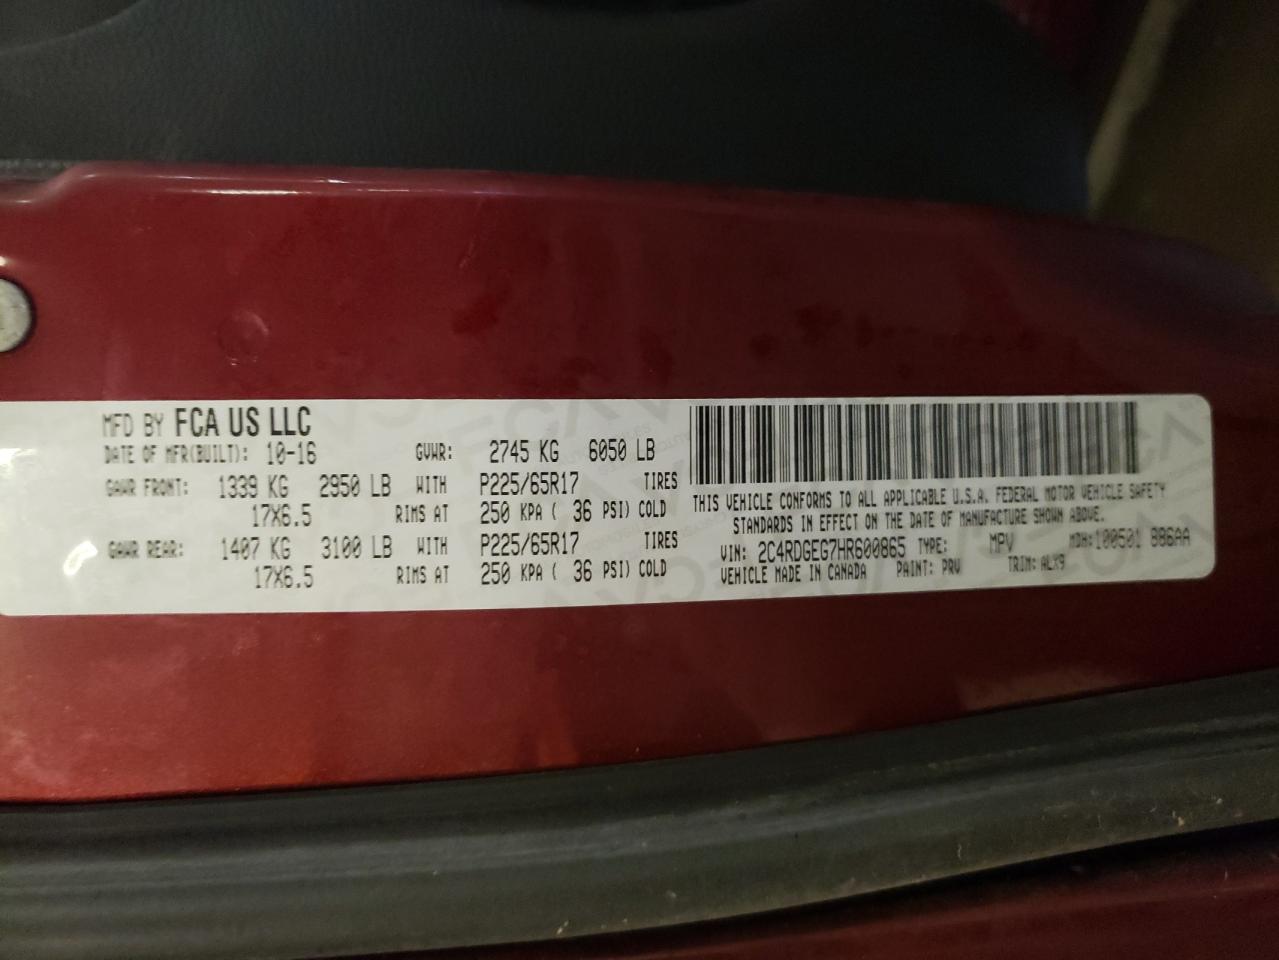 MFD BY FCA US LLC
DATE OF MFR(BUILT): 10-16 GVWR: 2745 KG 6050 LB
GAWR FRONT: 1339 KG 2950 LB WITH P225/65R17 TIRES
17X6.5 RIMS AT 250 KPA ( 36 PSI) COLD
GAWR REAR: 1407 KG 3100 LB WITH P225/65R17 TIRES
17X6.5 RIMS AT 250 KPA ( 36 PSI) COLD
THIS VEHICLE CONFORMS TO ALL APPLICABLE U.S.A. FEDERAL MOTOR VEHICLE SAFETY
STANDARDS IN EFFECT ON THE DATE OF MANUFACTURE SHOWN ABOVE.
VIN: 2C4RDGEG7HR600865 TYPE: MPV MDH:100501 886AA
VEHICLE MADE IN CANADA PAINT: PRV TRIM: ALX9